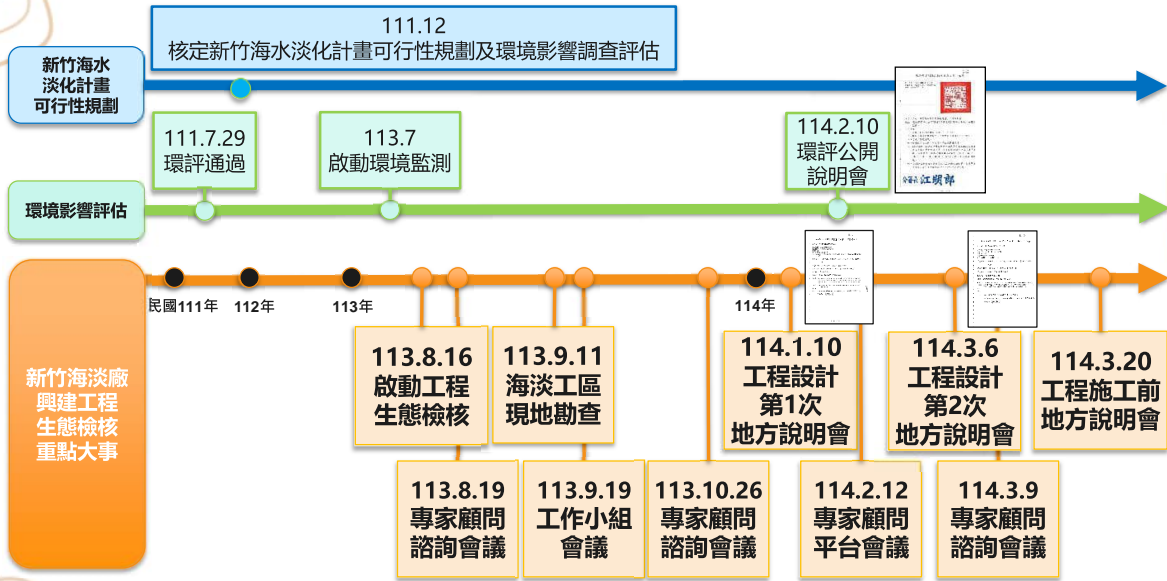 111.12
核定新竹海水淡化計畫可行性規劃及環境影響調查評估
新竹海水
淡化計畫
可行性規劃
111.7.29
環評通過
113.7
啟動環境監測
114.2.10
環評公開
說明會
環境影響評估
民國111年
112年
113年
114年
新竹海淡廠
興建工程
生態檢核
重點大事
113.8.16
啟動工程
生態檢核
113.9.11
海淡工區
現地勘查
114.1.10
工程設計
第1次
地方說明會
114.3.6
工程設計
第2次
地方說明會
114.3.20
工程施工前
地方說明會
113.8.19
專家顧問
諮詢會議
113.9.19
工作小組
會議
113.10.26
專家顧問
諮詢會議
114.2.12
專家顧問
平台會議
114.3.9
專家顧問
諮詢會議